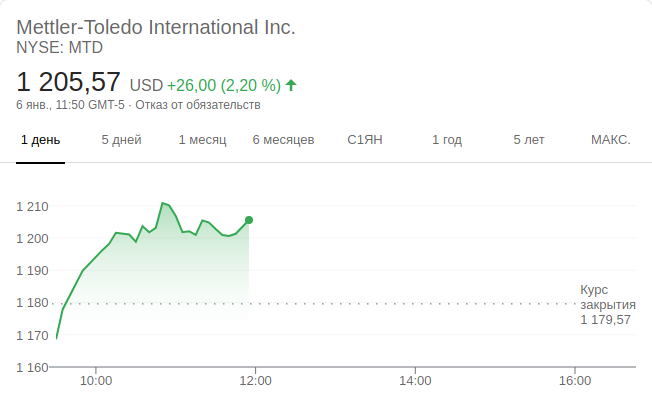 Mettler-Toledo International Inc.
NYSE: MTD
1 205,57 USD +26,00 (2,20 %)
6 янв., 11:50 GMT-5 · Отказ от обязательств
1 день 5 дней 1 месяц 6 месяцев С1ЯН 1 год 5 лет МАКС.
1 210
1 200
1 190
Курс
1 180 закрытия
1 179,57
1 170
1 160
10:00 12:00 14:00 16:00